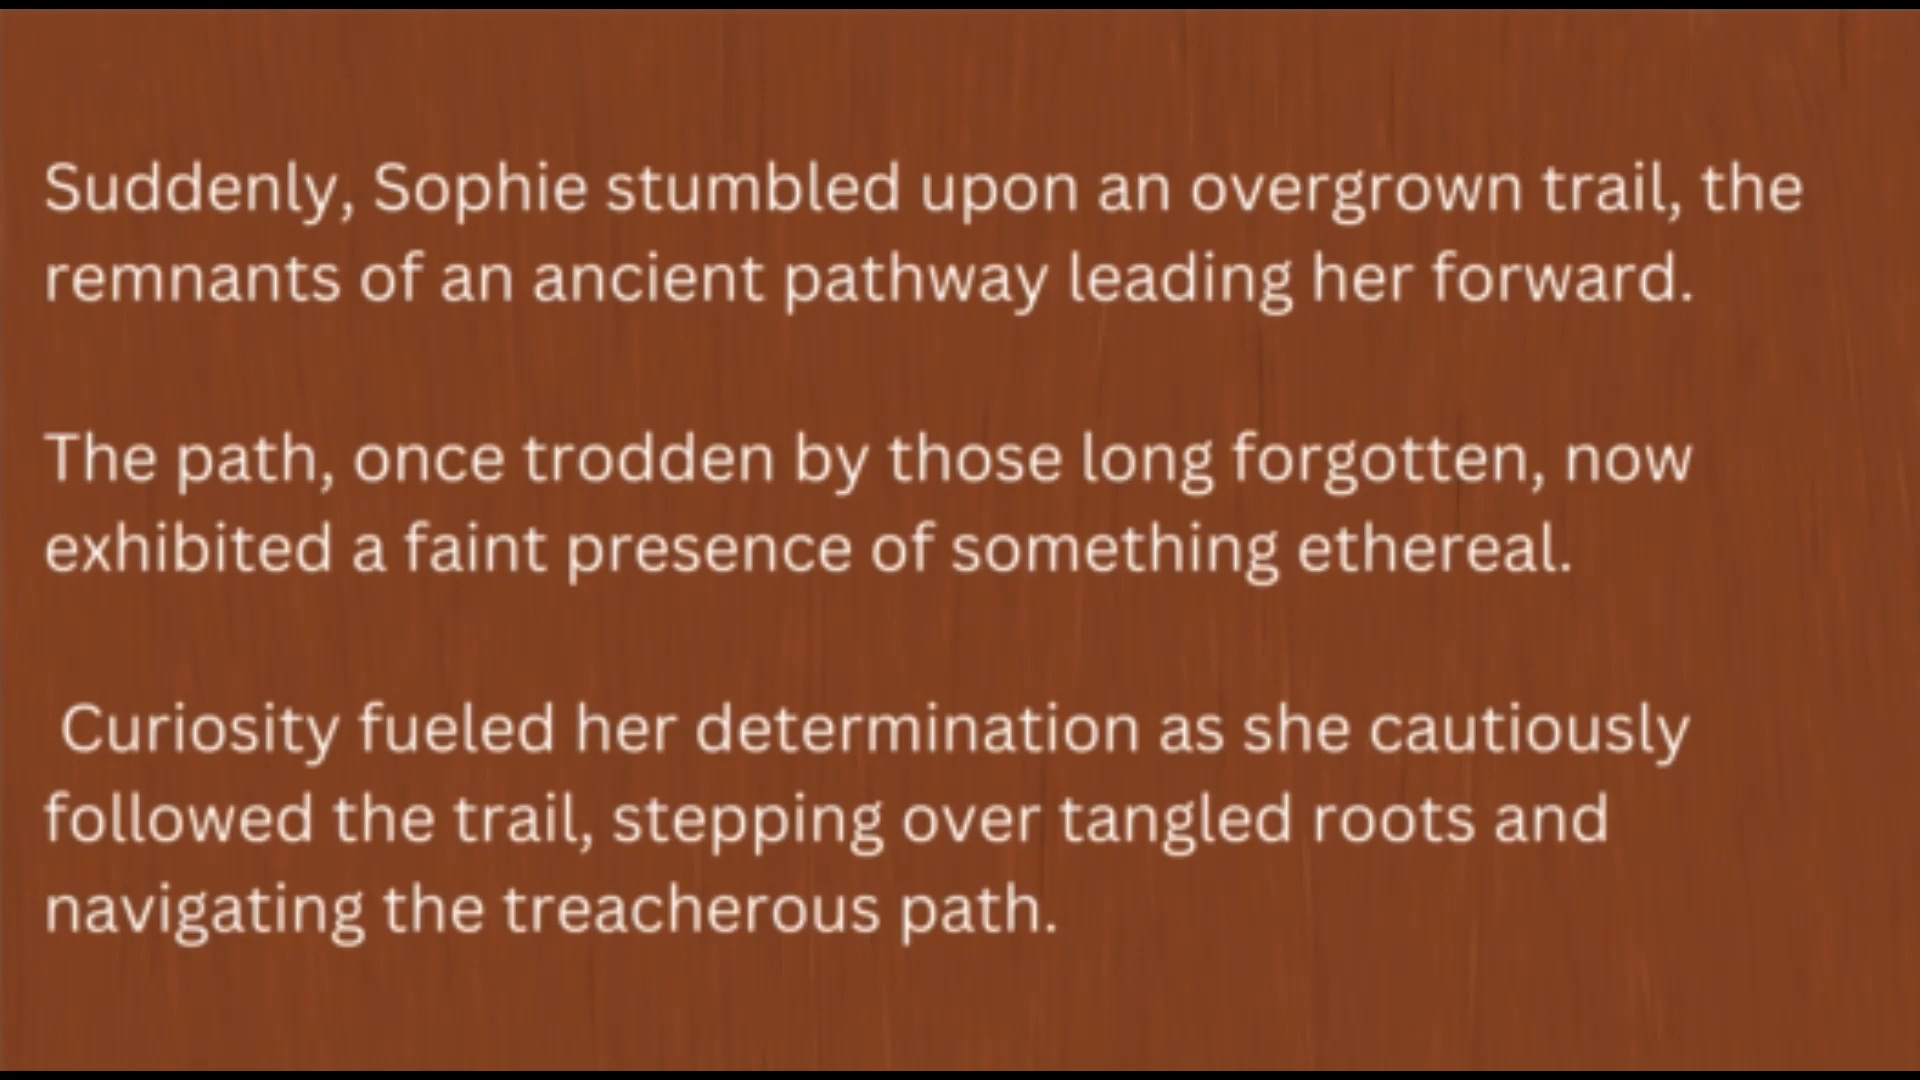 Suddenly, Sophie stumbled upon an overgrown trail, the
remnants of an ancient pathway leading her forward.
The path, once trodden by those long forgotten, now
exhibited a faint presence of something ethereal.
Curiosity fueled her determination as she cautiously
followed the trail, stepping over tangled roots and
navigating the treacherous path.